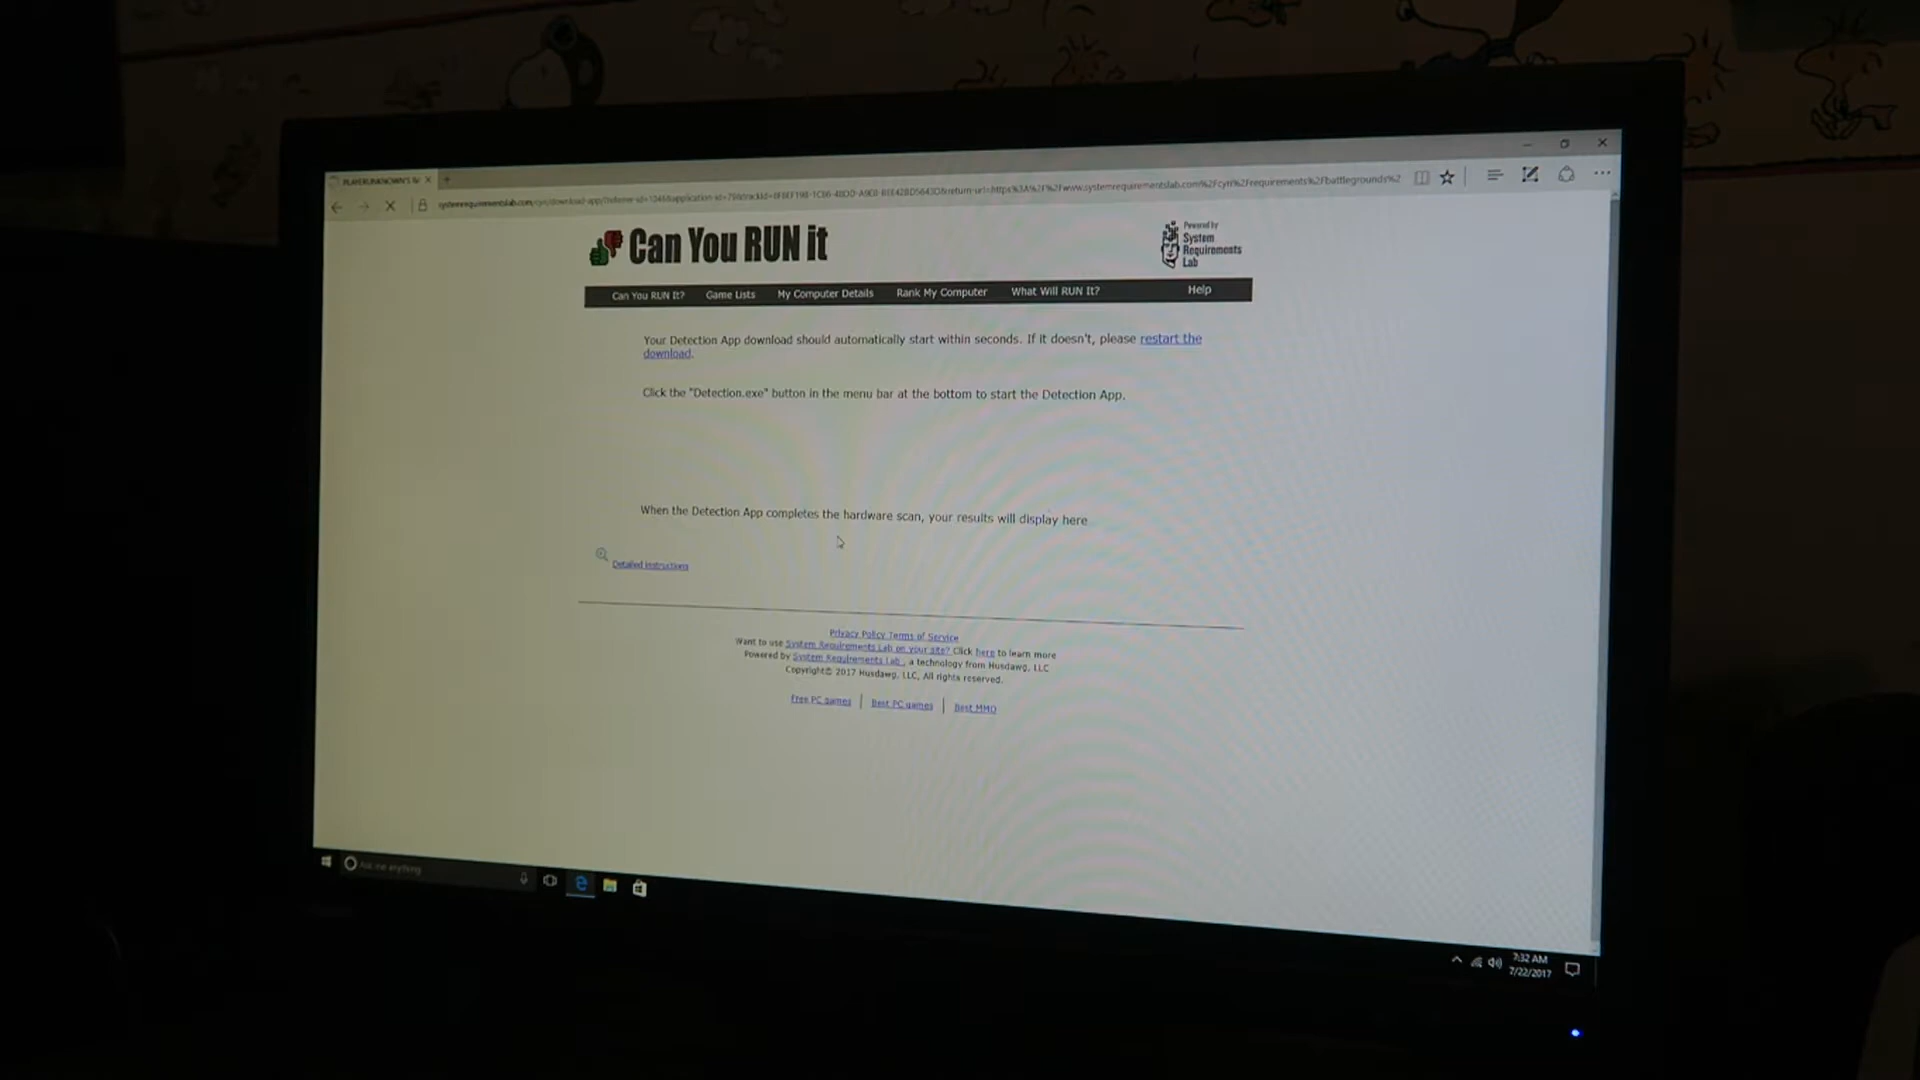 PLAYERUNKNOWN'S
Can You RUN it
Powered by
System
Requirements
Lab
Can You RUN It?
Game Lists
My Computer Details
Rank My Computer
What Will RUN It?
Help
Your Detection App download should automatically start within seconds. If it doesn't, please restart the
download.
Click the "Detection.exe" button in the menu bar at the bottom to start the Detection App.
When the Detection App completes the hardware scan, your results will display here
Detailed Instructions
Privacy Policy Terms of Service
Want to use System Requirements Lab on your site? Click here to learn more
Powered by System Requirements Lab , a technology from Husdawg, LLC
Copyright© 2017 Husdawg, LLC, All rights reserved.
Free PC games | Best PC games | Best MMO
Ask me anything
7:32 AM
7/22/2017